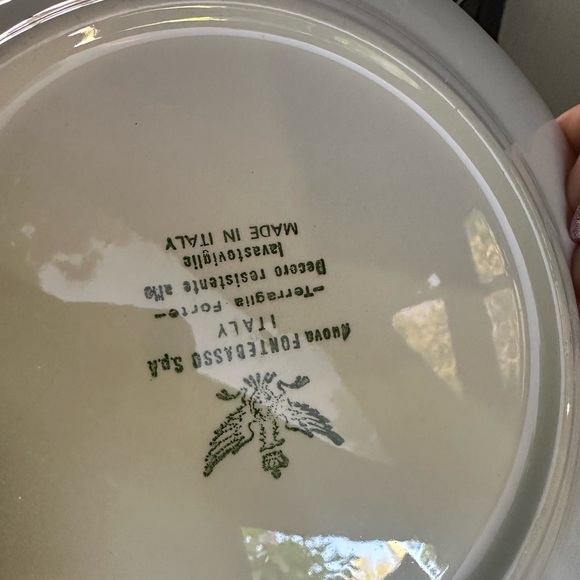 Nuova FONTEBASSO S.p.A
ITALY
-Terraglia Forte-
Decoro resistente alla
lavastoviglie
MADE IN ITALY